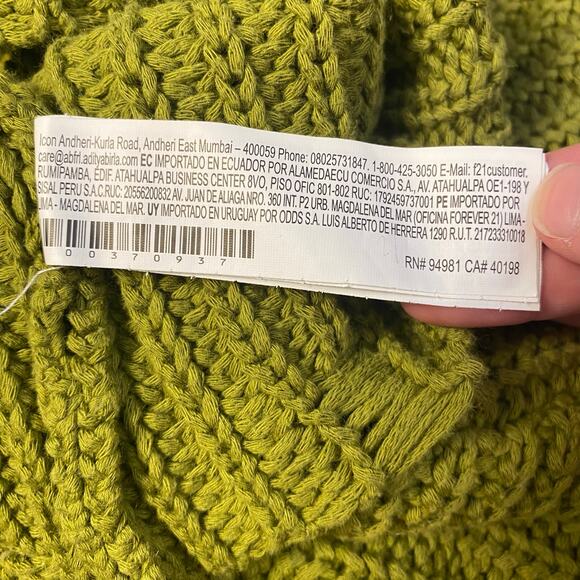 Icon Andheri-Kurla Road, Andheri East Mumbai – 400059 Phone: 08025731847. 1-800-425-3050 E-Mail: f21customer.
care@abfrl.adityabirla.com EC IMPORTADO EN ECUADOR POR ALAMEDAECU COMERCIO S.A., AV. ATAHUALPA OE1-198 Y
RUMIPAMBA, EDIF. ATAHUALPA BUSINESS CENTER 8VO, PISO OFIC 801-802 RUC: 1792459737001 PE IMPORTADO POR
SISAL PERU S.A.C.RUC: 20556200832 AV. JUAN DE ALIAGA NRO. 360 INT. P2 URB. MAGDALENA DEL MAR (OFICINA FOREVER 21) LIMA -
LIMA - MAGDALENA DEL MAR. UY IMPORTADO EN URUGUAY POR ODDS S.A. LUIS ALBERTO DE HERRERA 1290 R.U.T. 217233310018
00370937
RN# 94981 CA# 40198